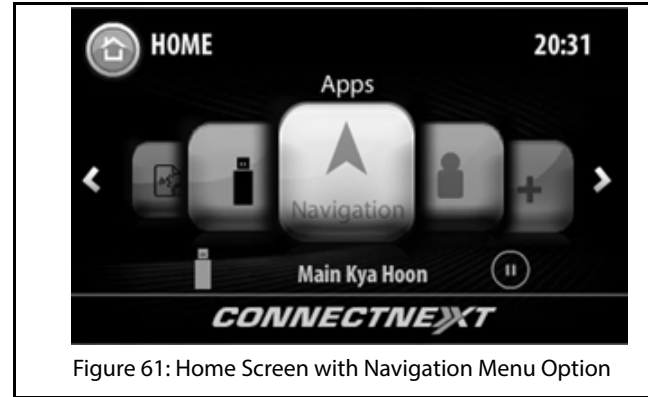 HOME
20:31
Apps
Navigation
Main Kya Hoon
CONNECTNEXT
Figure 61: Home Screen with Navigation Menu Option